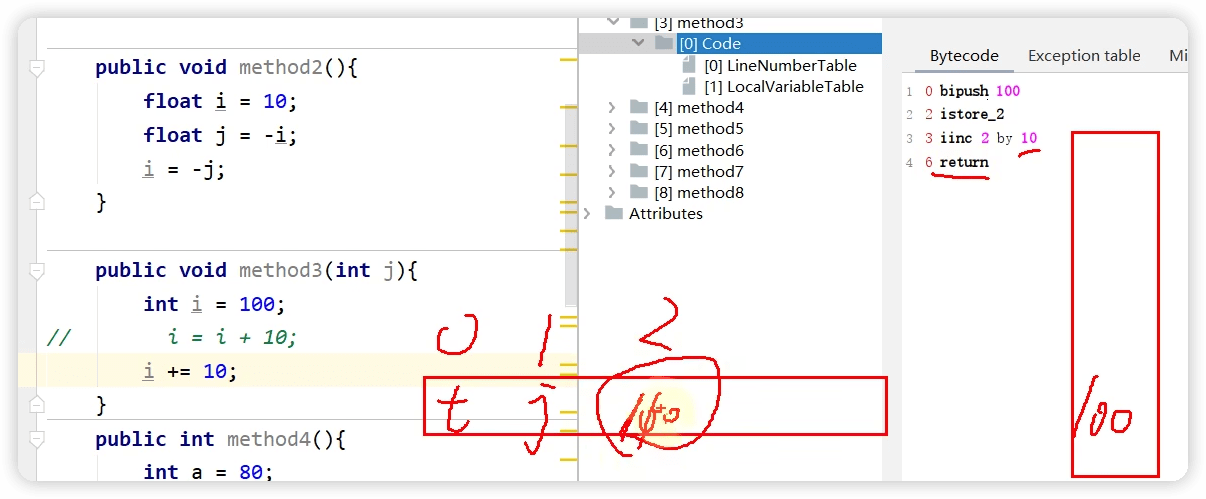 public void method2(){
float i = 10;
float j = -i;
i = -j;
}
public void method3(int j){
int i = 100;
// i = i + 10;
i += 10;
}
public int method4(){
int a = 80;
[3] method3
[0] Code
[0] LineNumberTable
[1] LocalVariableTable
[4] method4
[5] method5
[6] method6
[7] method7
[8] method8
Attributes
Bytecode Exception table Mi
1 0 bipush 100
2 2 istore_2
3 3 iinc 2 by 10
4 6 return
0 1 2
t j
100